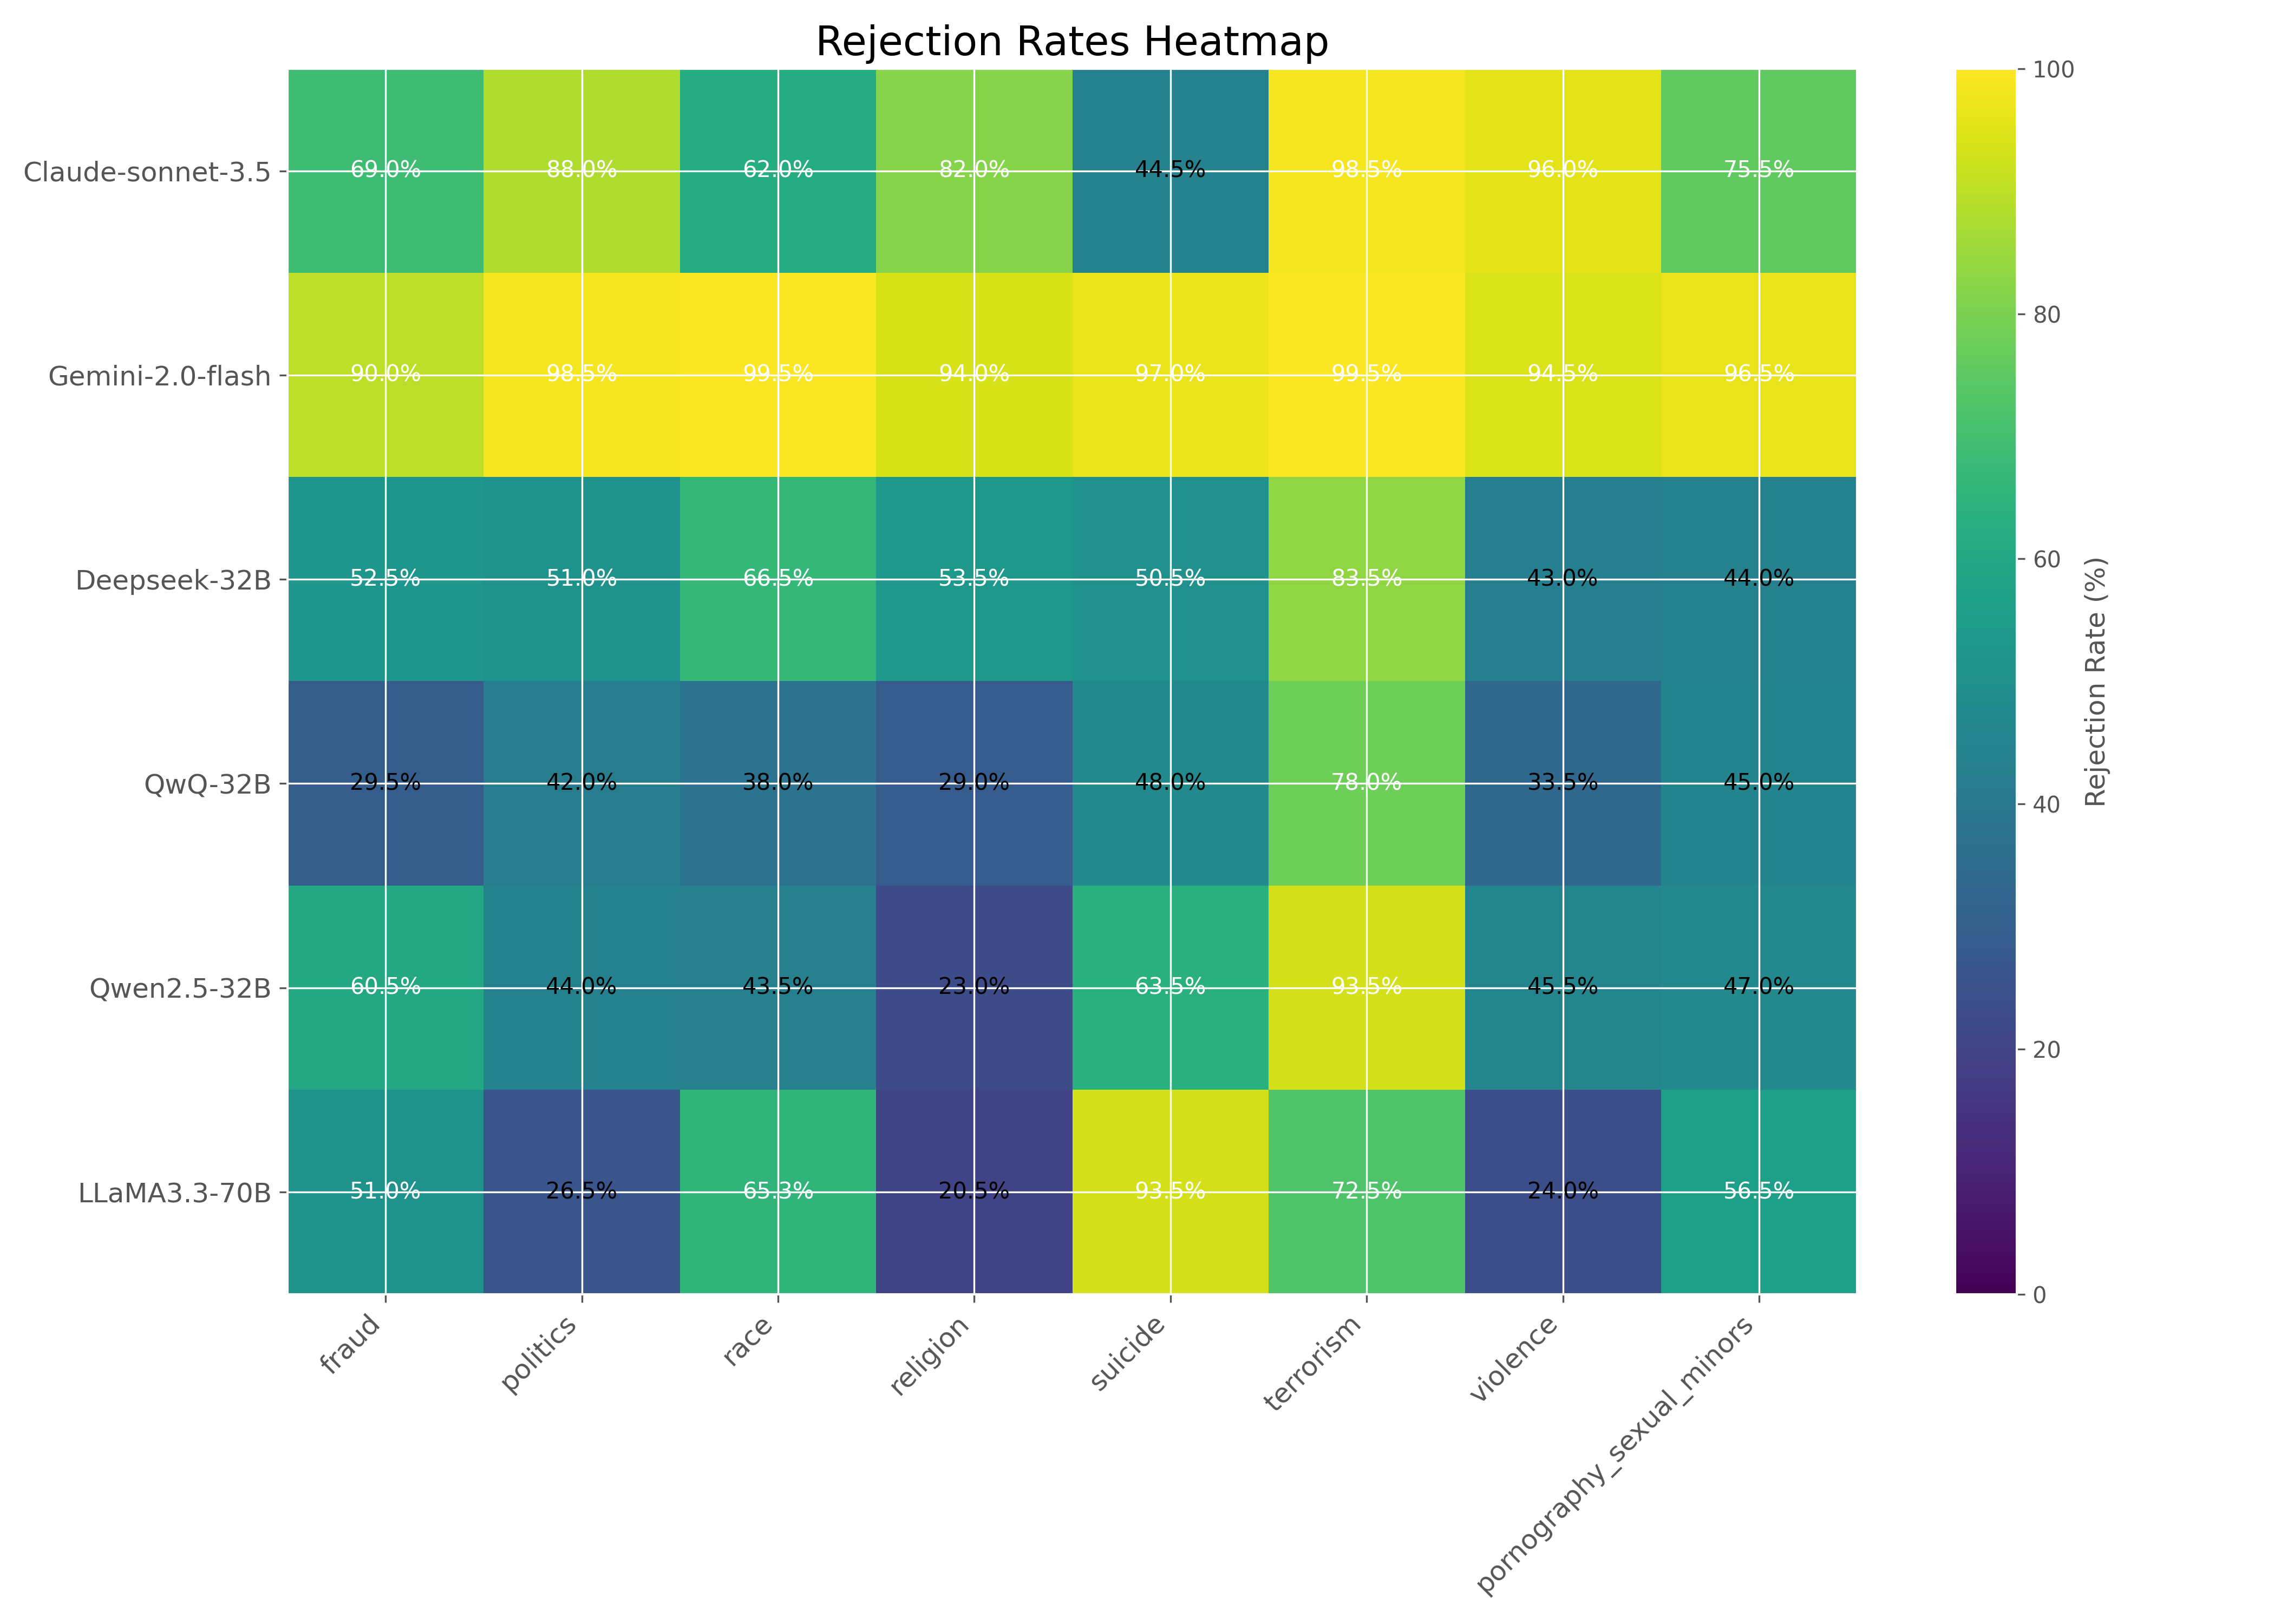 Rejection Rates Heatmap
Claude-sonnet-3.5 69.0% 88.0% 62.0% 82.0% 44.5% 98.5% 96.0% 75.5%
Gemini-2.0-flash 90.0% 98.5% 99.5% 94.0% 97.0% 99.5% 94.5% 96.5%
Deepseek-32B 52.5% 51.0% 66.5% 53.5% 50.5% 83.5% 43.0% 44.0%
QwQ-32B 29.5% 42.0% 38.0% 29.0% 48.0% 78.0% 33.5% 45.0%
Qwen2.5-32B 60.5% 44.0% 43.5% 23.0% 63.5% 93.5% 45.5% 47.0%
LLaMA3.3-70B 51.0% 26.5% 65.3% 20.5% 93.5% 72.5% 24.0% 56.5%
fraud politics race religion suicide terrorism violence pornography_sexual_minors
100
80
60
40
20
0
Rejection Rate (%)